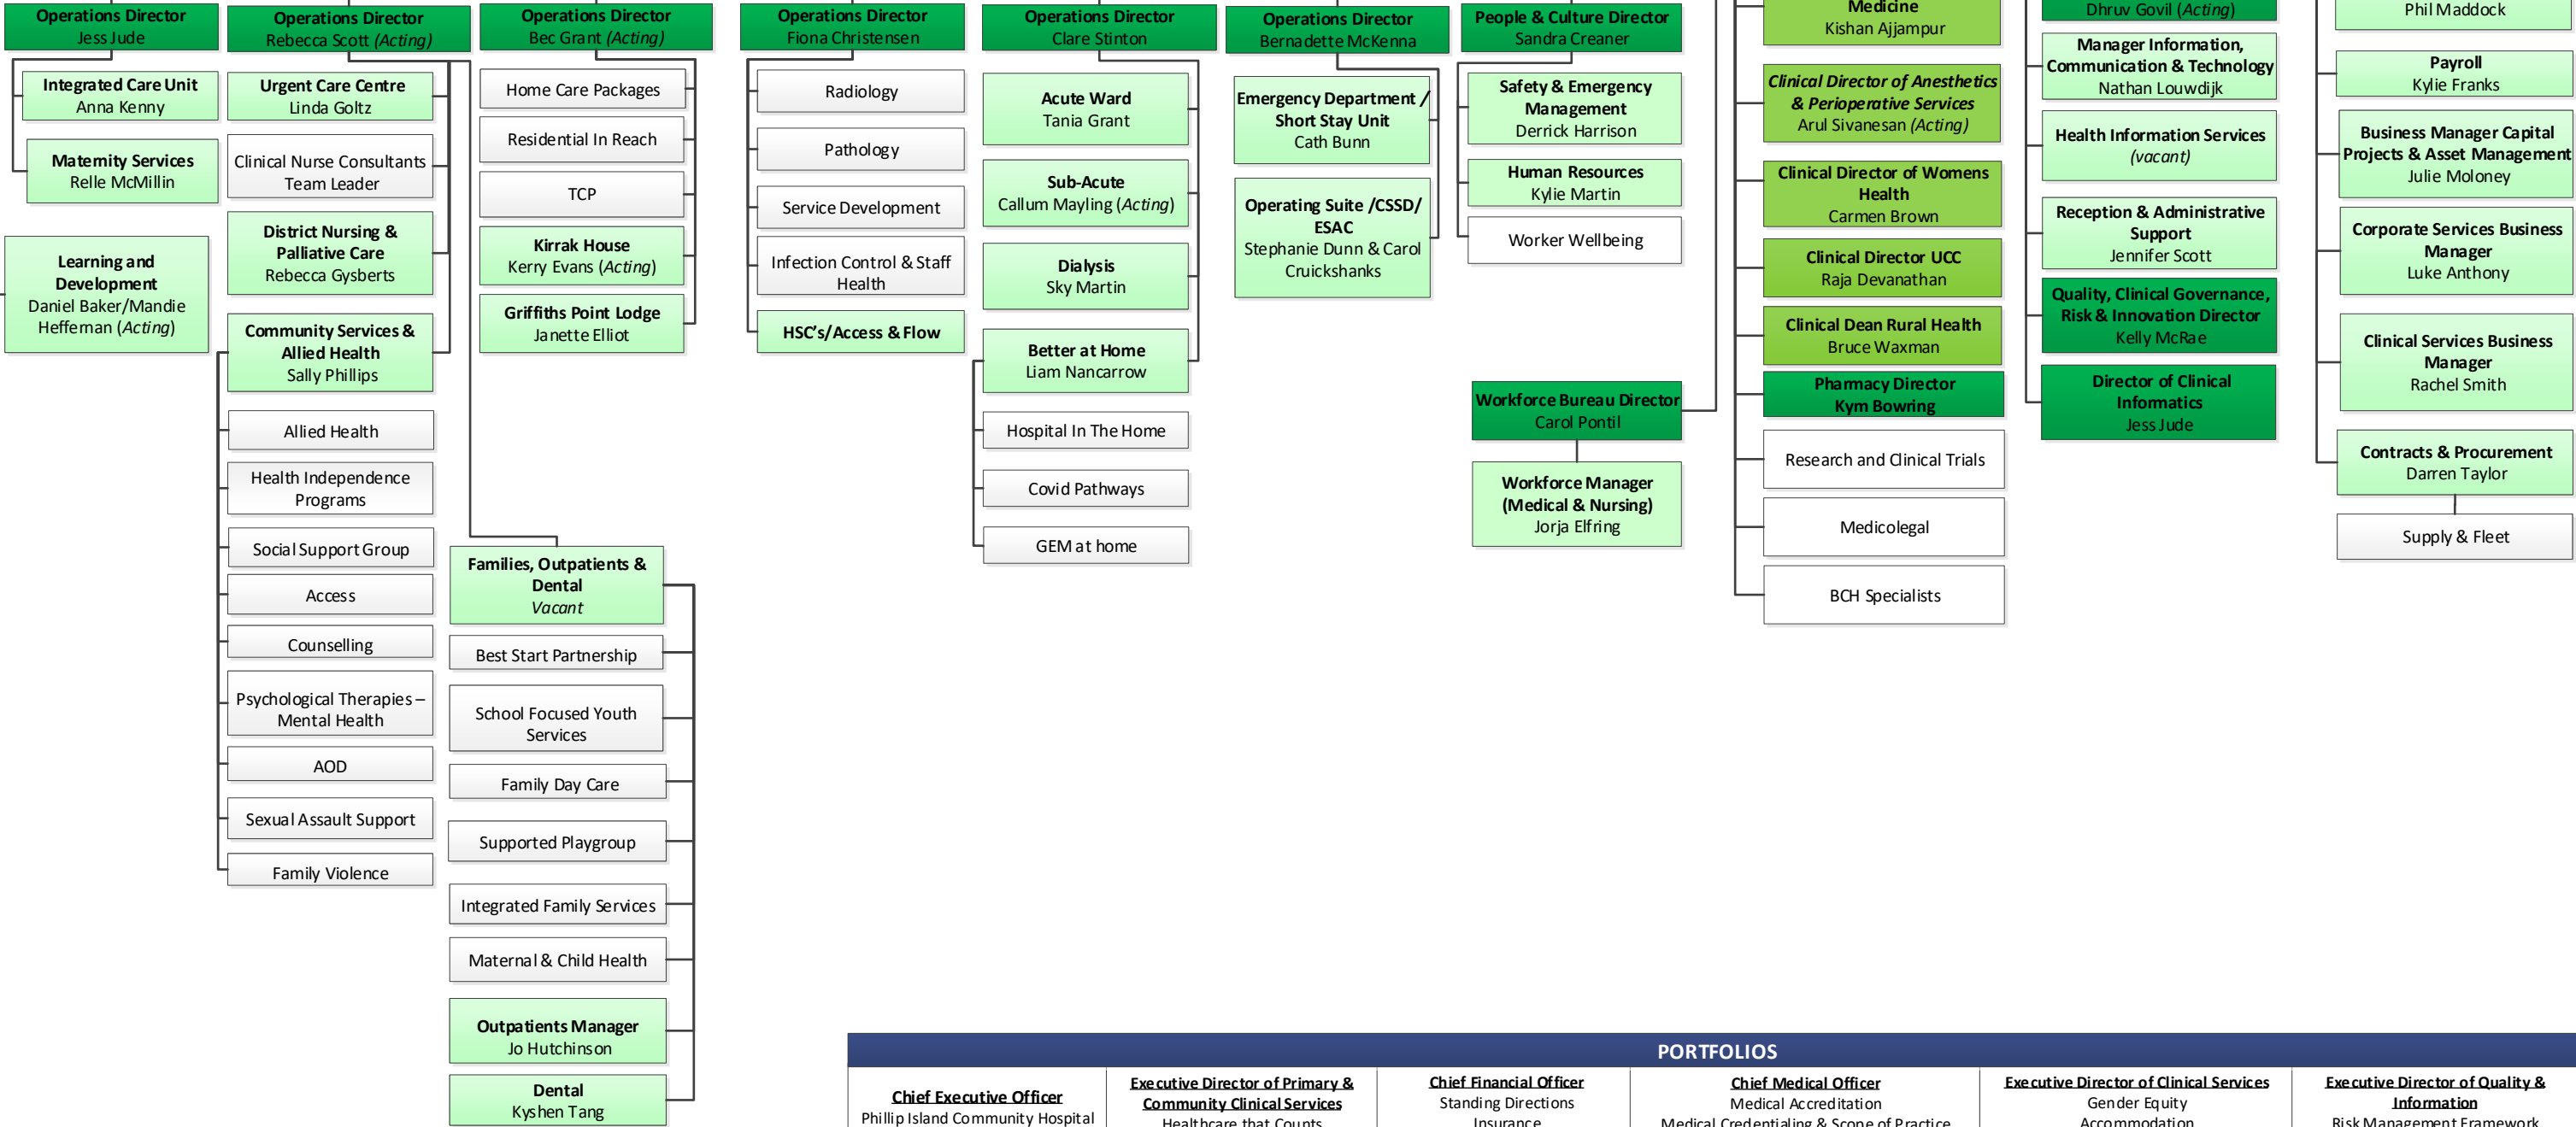 Operations Director
Jess Jude
Integrated Care Unit
Anna Kenny
Maternity Services
Relle McMillin
Learning and
Development
Daniel Baker/Mandie
Heffernan (Acting)
Operations Director
Rebecca Scott (Acting)
Urgent Care Centre
Linda Goltz
Clinical Nurse Consultants
Team Leader
District Nursing &
Palliative Care
Rebecca Gysberts
Community Services &
Allied Health
Sally Phillips
Allied Health
Health Independence
Programs
Social Support Group
Access
Counselling
Psychological Therapies –
Mental Health
AOD
Sexual Assault Support
Family Violence
Families, Outpatients &
Dental
Vacant
Best Start Partnership
School Focused Youth
Services
Family Day Care
Supported Playgroup
Integrated Family Services
Maternal & Child Health
Outpatients Manager
Jo Hutchinson
Dental
Kyshen Tang
Operations Director
Bec Grant (Acting)
Home Care Packages
Residential In Reach
TCP
Kirrak House
Kerry Evans (Acting)
Griffiths Point Lodge
Janette Elliot
Operations Director
Fiona Christensen
Radiology
Pathology
Service Development
Infection Control & Staff
Health
HSC's/Access & Flow
Operations Director
Clare Stinton
Acute Ward
Tania Grant
Sub-Acute
Callum Mayling (Acting)
Dialysis
Sky Martin
Better at Home
Liam Nancarrow
Hospital In The Home
Covid Pathways
GEM at home
Operations Director
Bernadette McKenna
Emergency Department /
Short Stay Unit
Cath Bunn
Operating Suite /CSSD/
ESAC
Stephanie Dunn & Carol
Cruickshanks
People & Culture Director
Sandra Creaner
Safety & Emergency
Management
Derrick Harrison
Human Resources
Kylie Martin
Worker Wellbeing
Workforce Bureau Director
Carol Pontil
Workforce Manager
(Medical & Nursing)
Jorja Elfring
Medicine
Kishan Ajjampur
Clinical Director of Anesthetics
& Perioperative Services
Arul Sivanesan (Acting)
Clinical Director of Womens
Health
Carmen Brown
Clinical Director UCC
Raja Devanathan
Clinical Dean Rural Health
Bruce Waxman
Pharmacy Director
Kym Bowring
Research and Clinical Trials
Medicolegal
BCH Specialists
Dhruv Govil (Acting)
Manager Information,
Communication & Technology
Nathan Louwdijk
Health Information Services
(vacant)
Reception & Administrative
Support
Jennifer Scott
Quality, Clinical Governance,
Risk & Innovation Director
Kelly McRae
Director of Clinical
Informatics
Jess Jude
Phil Maddock
Payroll
Kylie Franks
Business Manager Capital
Projects & Asset Management
Julie Moloney
Corporate Services Business
Manager
Luke Anthony
Clinical Services Business
Manager
Rachel Smith
Contracts & Procurement
Darren Taylor
Supply & Fleet
PORTFOLIOS
Chief Executive Officer
Phillip Island Community Hospital
Executive Director of Primary &
Community Clinical Services
Healthcare that Counts
Chief Financial Officer
Standing Directions
Insurance
Chief Medical Officer
Medical Accreditation
Medical Credentialing & Scope of Practice
Executive Director of Clinical Services
Gender Equity
Accommodation
Executive Director of Quality &
Information
Risk Management Framework